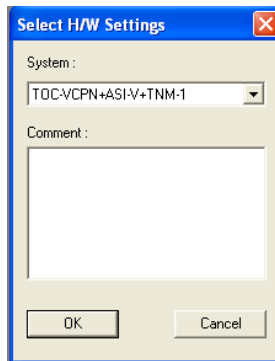 Select H/W Settings
System :
TOC-VCPN+ASI-V+TNM-1
Comment :
OK Cancel